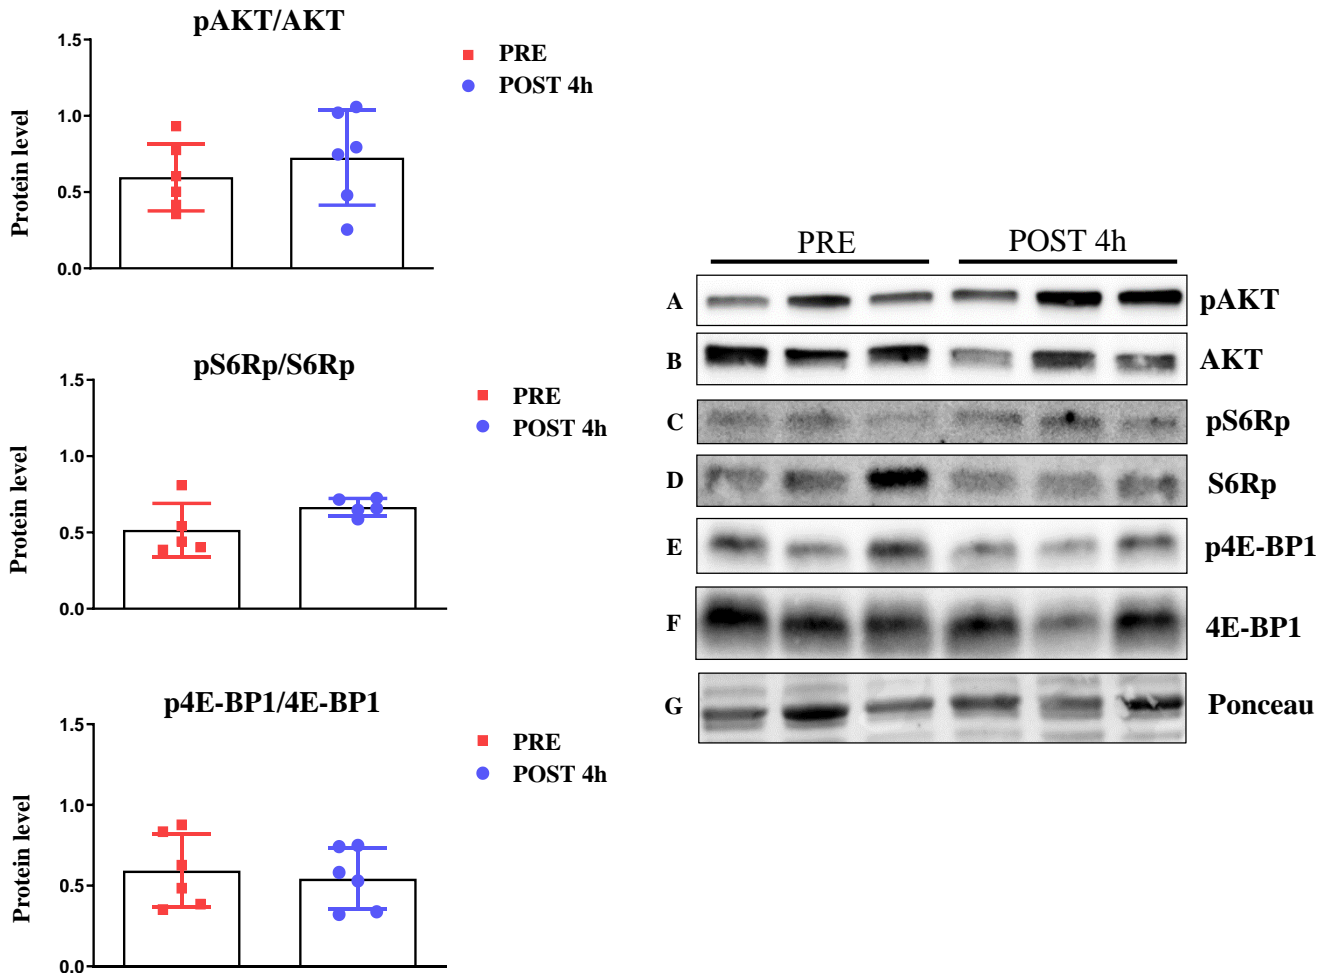 pAKT/AKT
1.5
1.0
0.5
0.0
Protein level
PRE
POST 4h
pS6Rp/S6Rp
1.5
1.0
0.5
0.0
Protein level
PRE
POST 4h
p4E-BP1/4E-BP1
1.5
1.0
0.5
0.0
Protein level
PRE
POST 4h
PRE POST 4h
A pAKT
B AKT
C pS6Rp
D S6Rp
E p4E-BP1
F 4E-BP1
G Ponceau